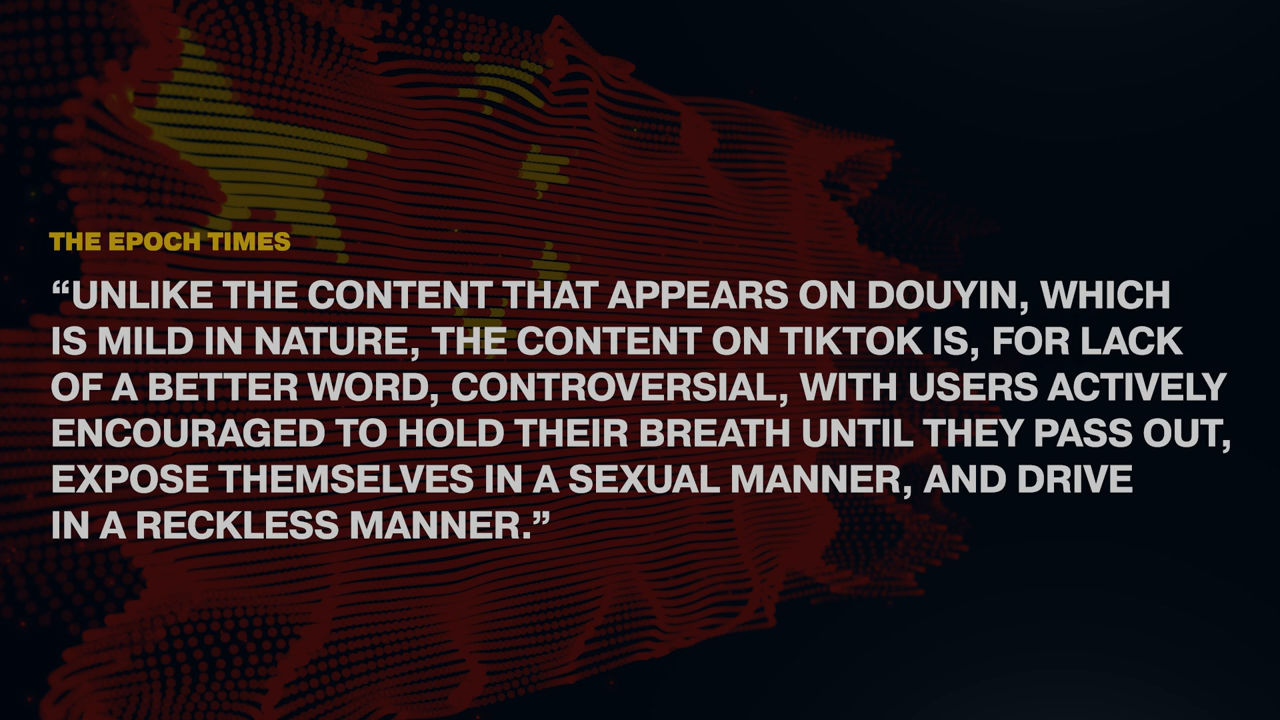 THE EPOCH TIMES
“UNLIKE THE CONTENT THAT APPEARS ON DOUYIN, WHICH
IS MILD IN NATURE, THE CONTENT ON TIKTOK IS, FOR LACK
OF A BETTER WORD, CONTROVERSIAL, WITH USERS ACTIVELY
ENCOURAGED TO HOLD THEIR BREATH UNTIL THEY PASS OUT,
EXPOSE THEMSELVES IN A SEXUAL MANNER, AND DRIVE
IN A RECKLESS MANNER.”